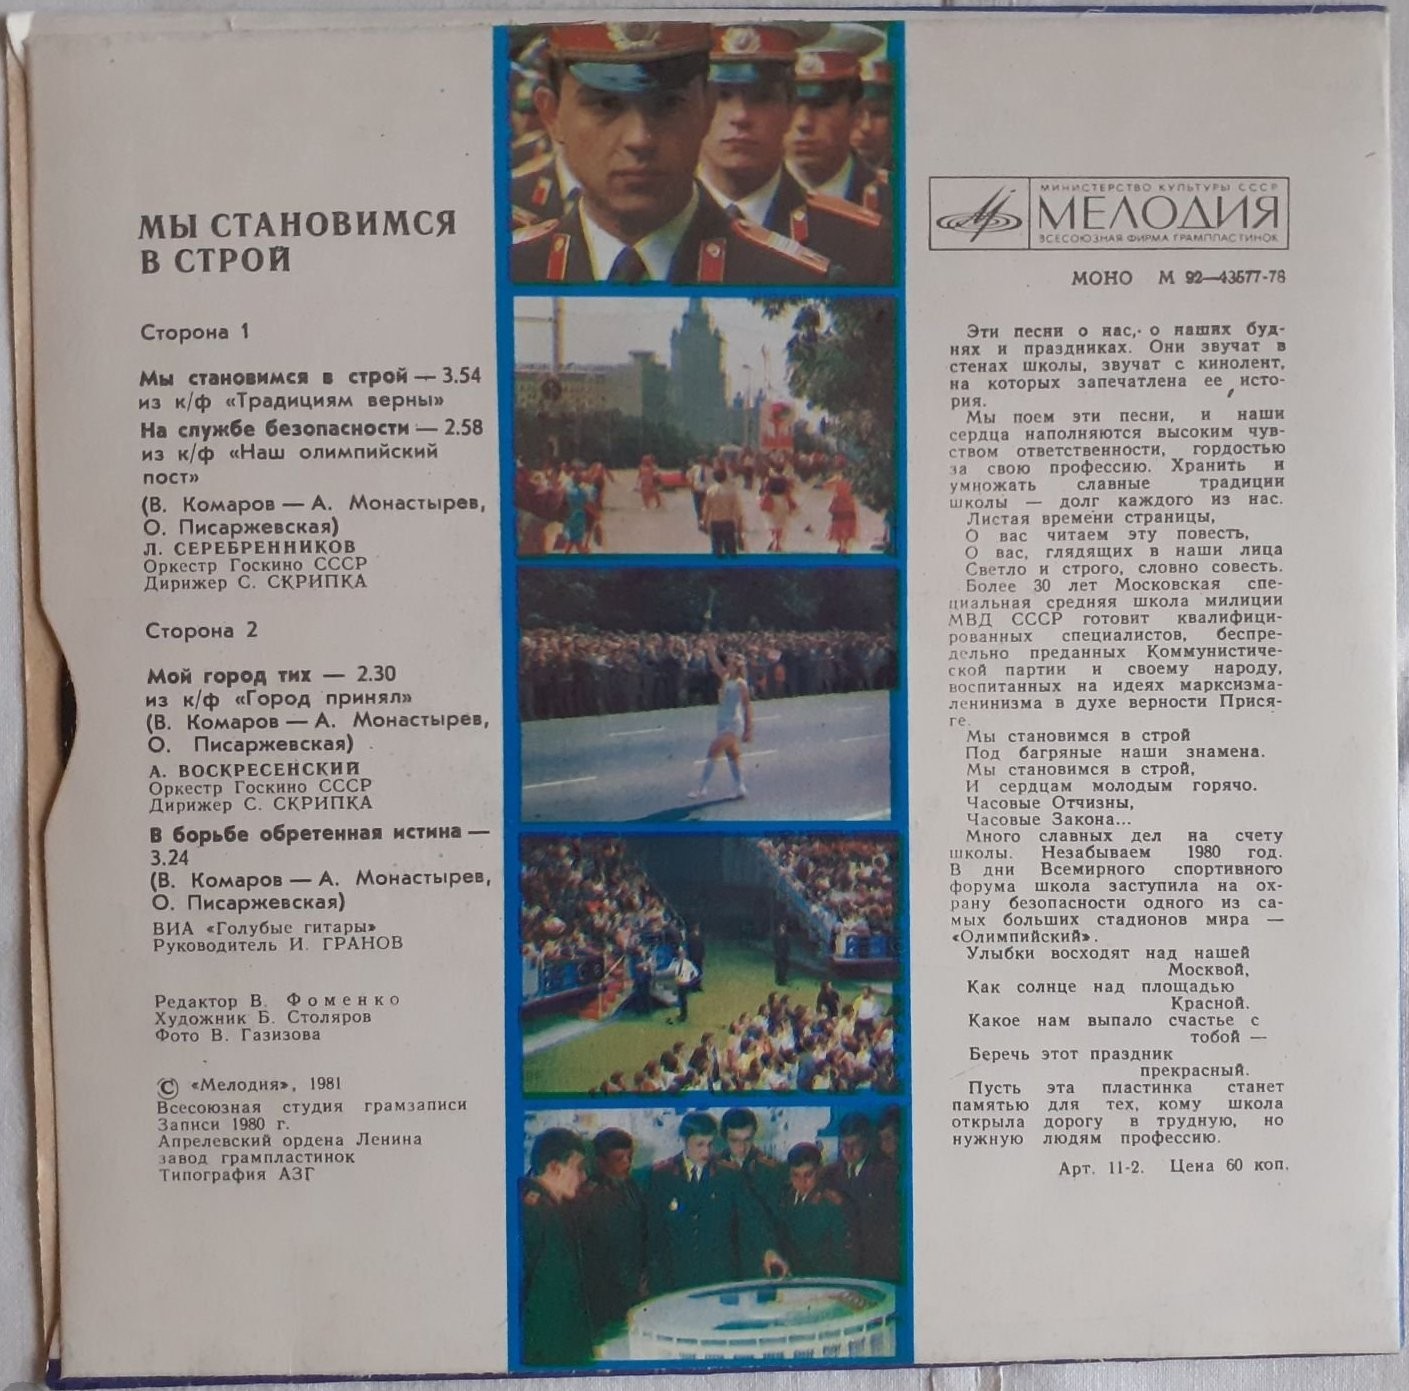 МЫ СТАНОВИМСЯ
В СТРОЙ
Сторона 1
Мы становимся в строй — 3.54
из к/ф «Традициям верны»
На службе безопасности — 2.58
из к/ф «Наш олимпийский
пост»
(В. Комаров — А. Монастырев,
О. Писаржевская)
Л. СЕРЕБРЕННИКОВ
Оркестр Госкино СССР
Дирижер С. СКРИПКА
Сторона 2
Мой город тих — 2.30
из к/ф «Город принял»
(В. Комаров — А. Монастырев,
О. Писаржевская)
А. ВОСКРЕСЕНСКИЙ
Оркестр Госкино СССР
Дирижер С. СКРИПКА
В борьбе обретенная истина —
3.24
(В. Комаров — А. Монастырев,
О. Писаржевская)
ВИА «Голубые гитары»
Руководитель И. ГРАНОВ
Редактор В. Фоменко
Художник Б. Столяров
Фото В. Газизова
© «Мелодия», 1981
Всесоюзная студия грамзаписи
Записи 1980 г.
Апрелевский ордена Ленина
завод грампластинок
Типография АЗГ
МИНИСТЕРСТВО КУЛЬТУРЫ СССР
МЕЛОДИЯ
ВСЕСОЮЗНАЯ ФИРМА ГРАМПЛАСТИНОК
МОНО М 92—43577-78
Эти песни о нас, о наших буд-
нях и праздниках. Они звучат в
стенах школы, звучат с кинолент,
на которых запечатлена ее исто-
рия.
Мы поем эти песни, и наши
сердца наполняются высоким чув-
ством ответственности, гордостью
за свою профессию. Хранить и
умножать славные традиции
школы — долг каждого из нас.
Листая времени страницы,
О вас читаем эту повесть,
О вас, глядящих в наши лица
Светло и строго, словно совесть.
Более 30 лет Московская спе-
циальная средняя школа милиции
МВД СССР готовит квалифици-
рованных специалистов, беспре-
дельно преданных Коммунистиче-
ской партии и своему народу,
воспитанных на идеях марксизма-
ленинизма в духе верности Прися-
ге.
Мы становимся в строй
Под багряные наши знамена.
Мы становимся в строй,
И сердцам молодым горячо.
Часовые Отчизны,
Часовые Закона...
Много славных дел на счету
школы. Незабываем 1980 год.
В дни Всемирного спортивного
форума школа заступила на ох-
рану безопасности одного из са-
мых больших стадионов мира —
«Олимпийский».
Улыбки восходят над нашей
Москвой,
Как солнце над площадью
Красной.
Какое нам выпало счастье с
тобой —
Беречь этот праздник
прекрасный.
Пусть эта пластинка станет
памятью для тех, кому школа
открыла дорогу в трудную, но
нужную людям профессию.
Арт. 11-2. Цена 60 коп.